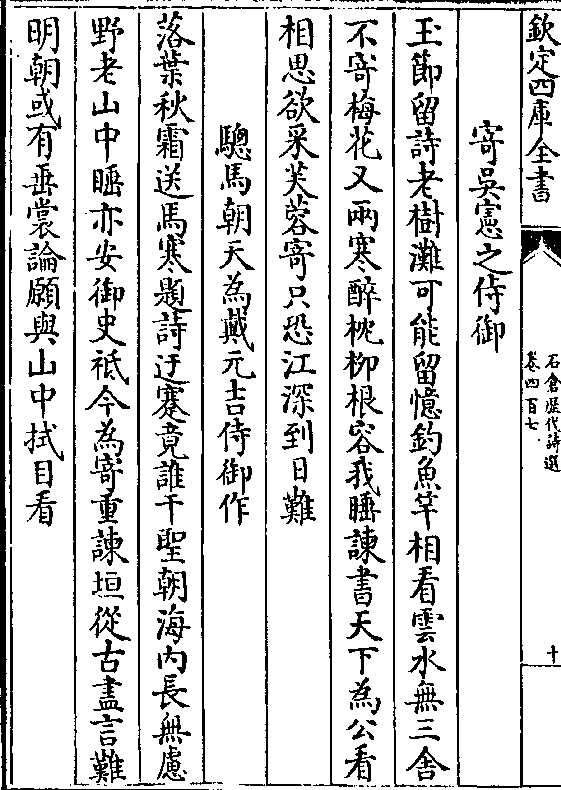 欽定四庫全書
石倉歴代詩選
卷四百七
十
寄吳憲之侍御
玉節留詩老樹灘可能留憶釣魚竿相看雲水無三舍
不寄梅花又兩寒醉枕栁根容我睡諫書天下為公看
相思欲采芙蓉寄只恐江深到日難
驄馬朝天為戴元吉侍御作
落葉秋霜送馬寒題詩迂蹇竟誰干聖朝海内長無慮
野老山中睡亦安御史祗今為寄重諫垣從古盡言難
明朝或有垂裳論願與山中拭目看